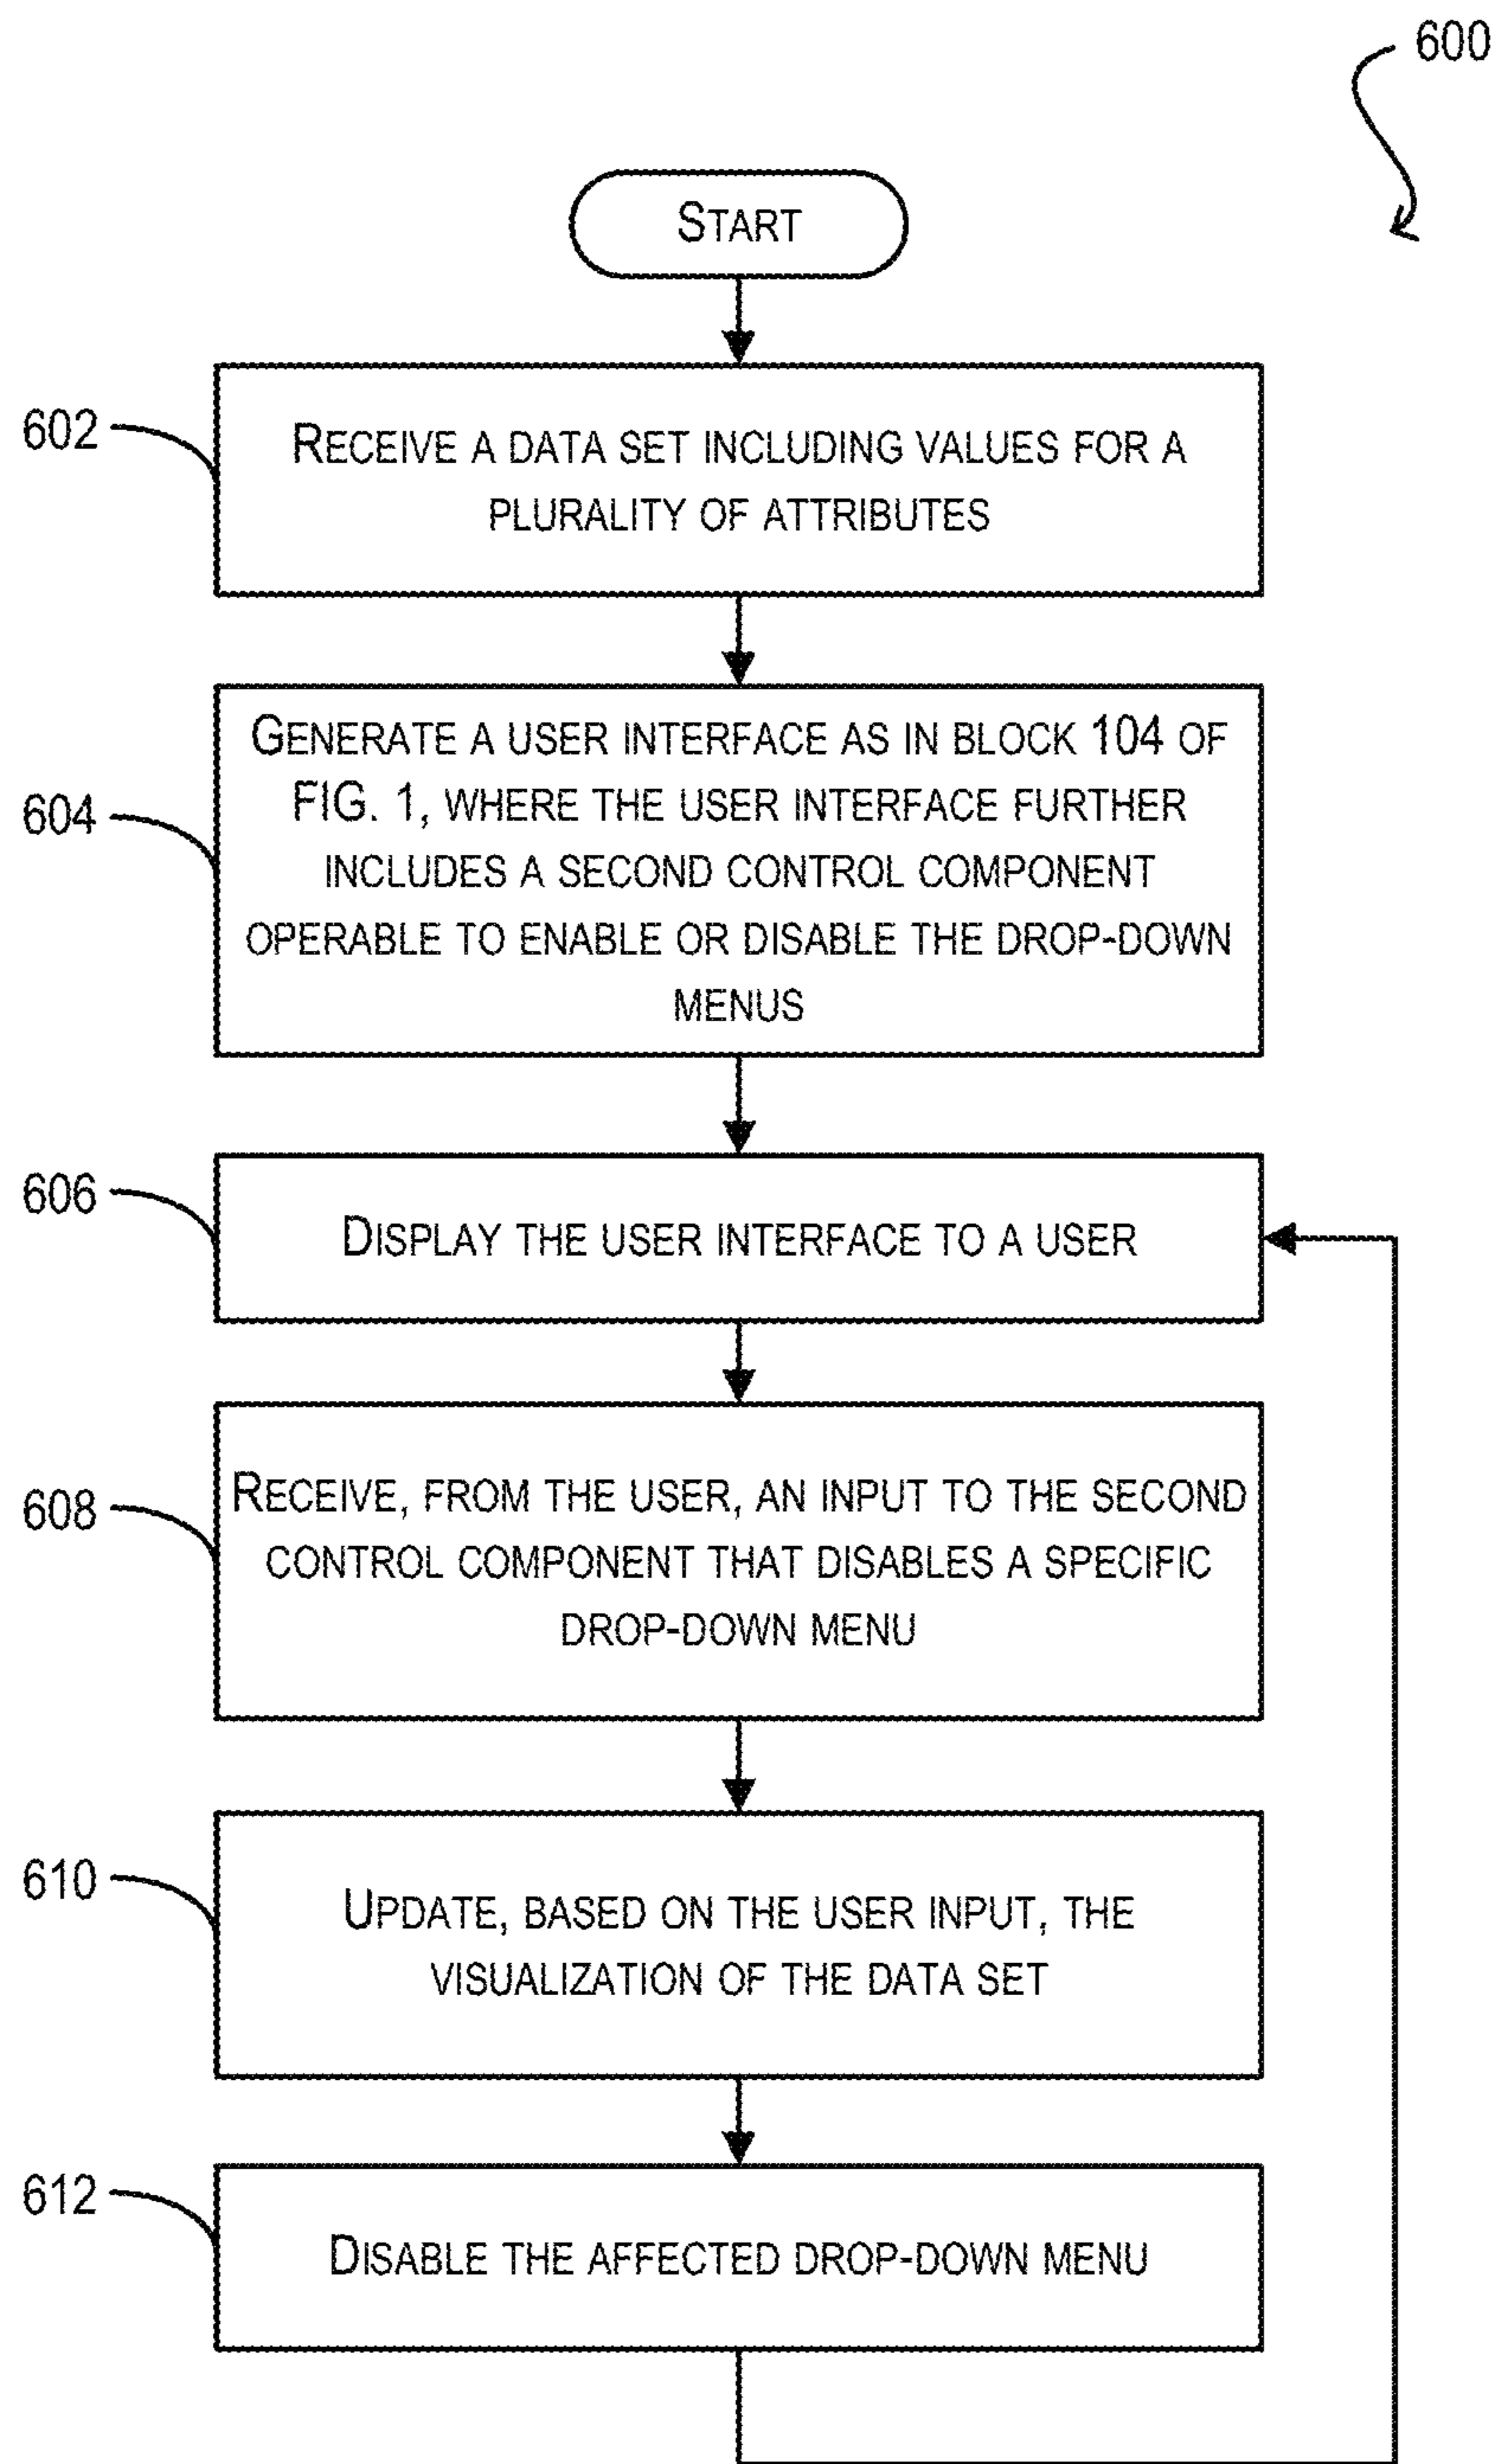 600
START
602
RECEIVE A DATA SET INCLUDING VALUES FOR A
PLURALITY OF ATTRIBUTES
604
GENERATE A USER INTERFACE AS IN BLOCK 104 OF
FIG. 1, WHERE THE USER INTERFACE FURTHER
INCLUDES A SECOND CONTROL COMPONENT
OPERABLE TO ENABLE OR DISABLE THE DROP-DOWN
MENUS
606
DISPLAY THE USER INTERFACE TO A USER
608
RECEIVE, FROM THE USER, AN INPUT TO THE SECOND
CONTROL COMPONENT THAT DISABLES A SPECIFIC
DROP-DOWN MENU
610
UPDATE, BASED ON THE USER INPUT, THE
VISUALIZATION OF THE DATA SET
612
DISABLE THE AFFECTED DROP-DOWN MENU